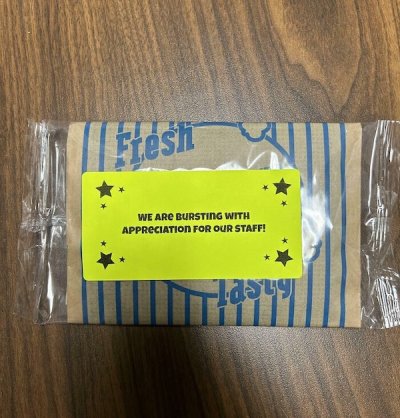 Fresh
WE ARE BURSTING WITH
APPRECIATION FOR OUR STAFF!
Tasty